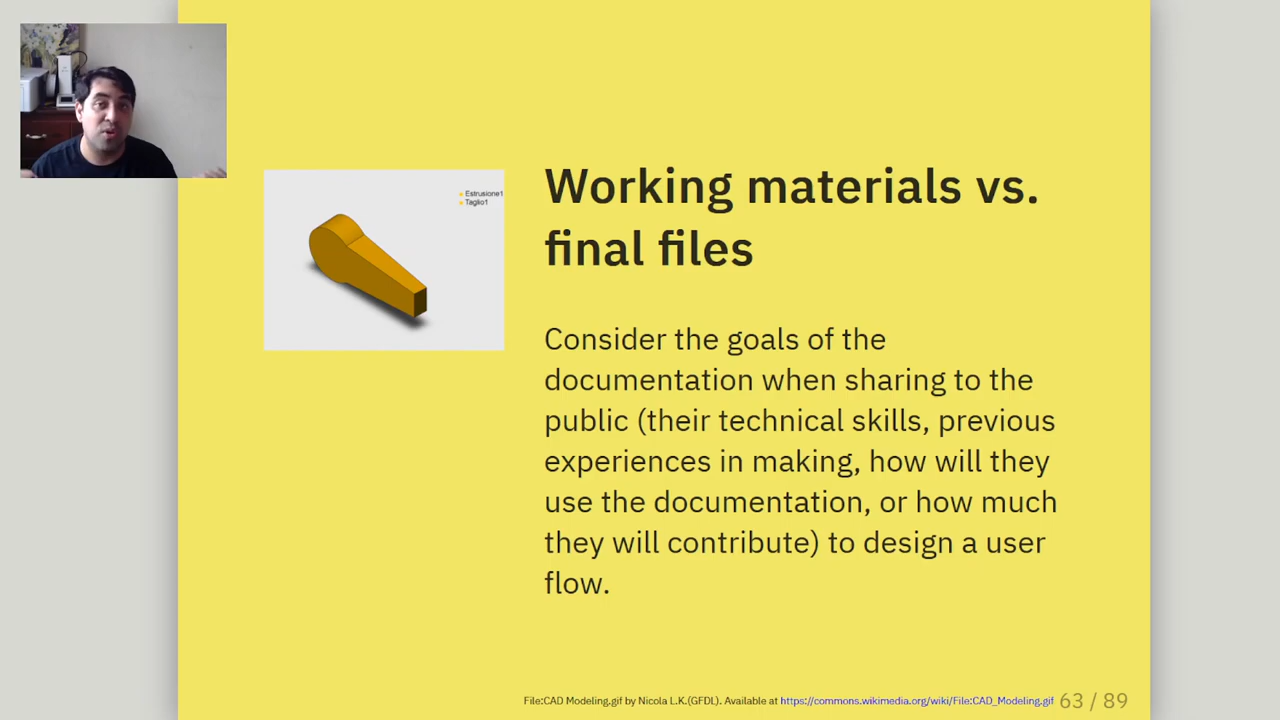 Estrusione1
Taglio1
Working materials vs.
final files
Consider the goals of the
documentation when sharing to the
public (their technical skills, previous
experiences in making, how will they
use the documentation, or how much
they will contribute) to design a user
flow.
File:CAD Modeling.gif by Nicola L.K.(GFDL). Available at https://commons.wikimedia.org/wiki/File:CAD_Modeling.gif 63 / 89